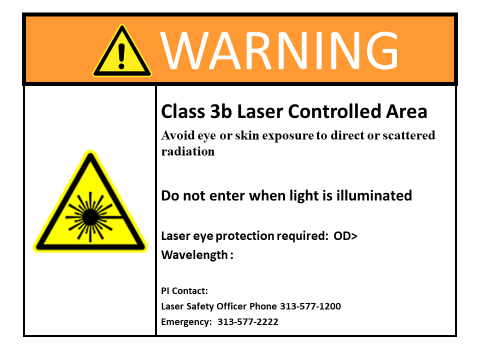 WARNING
Class 3b Laser Controlled Area
Avoid eye or skin exposure to direct or scattered
radiation
Do not enter when light is illuminated
Laser eye protection required: OD>
Wavelength :
PI Contact:
Laser Safety Officer Phone 313-577-1200
Emergency: 313-577-2222